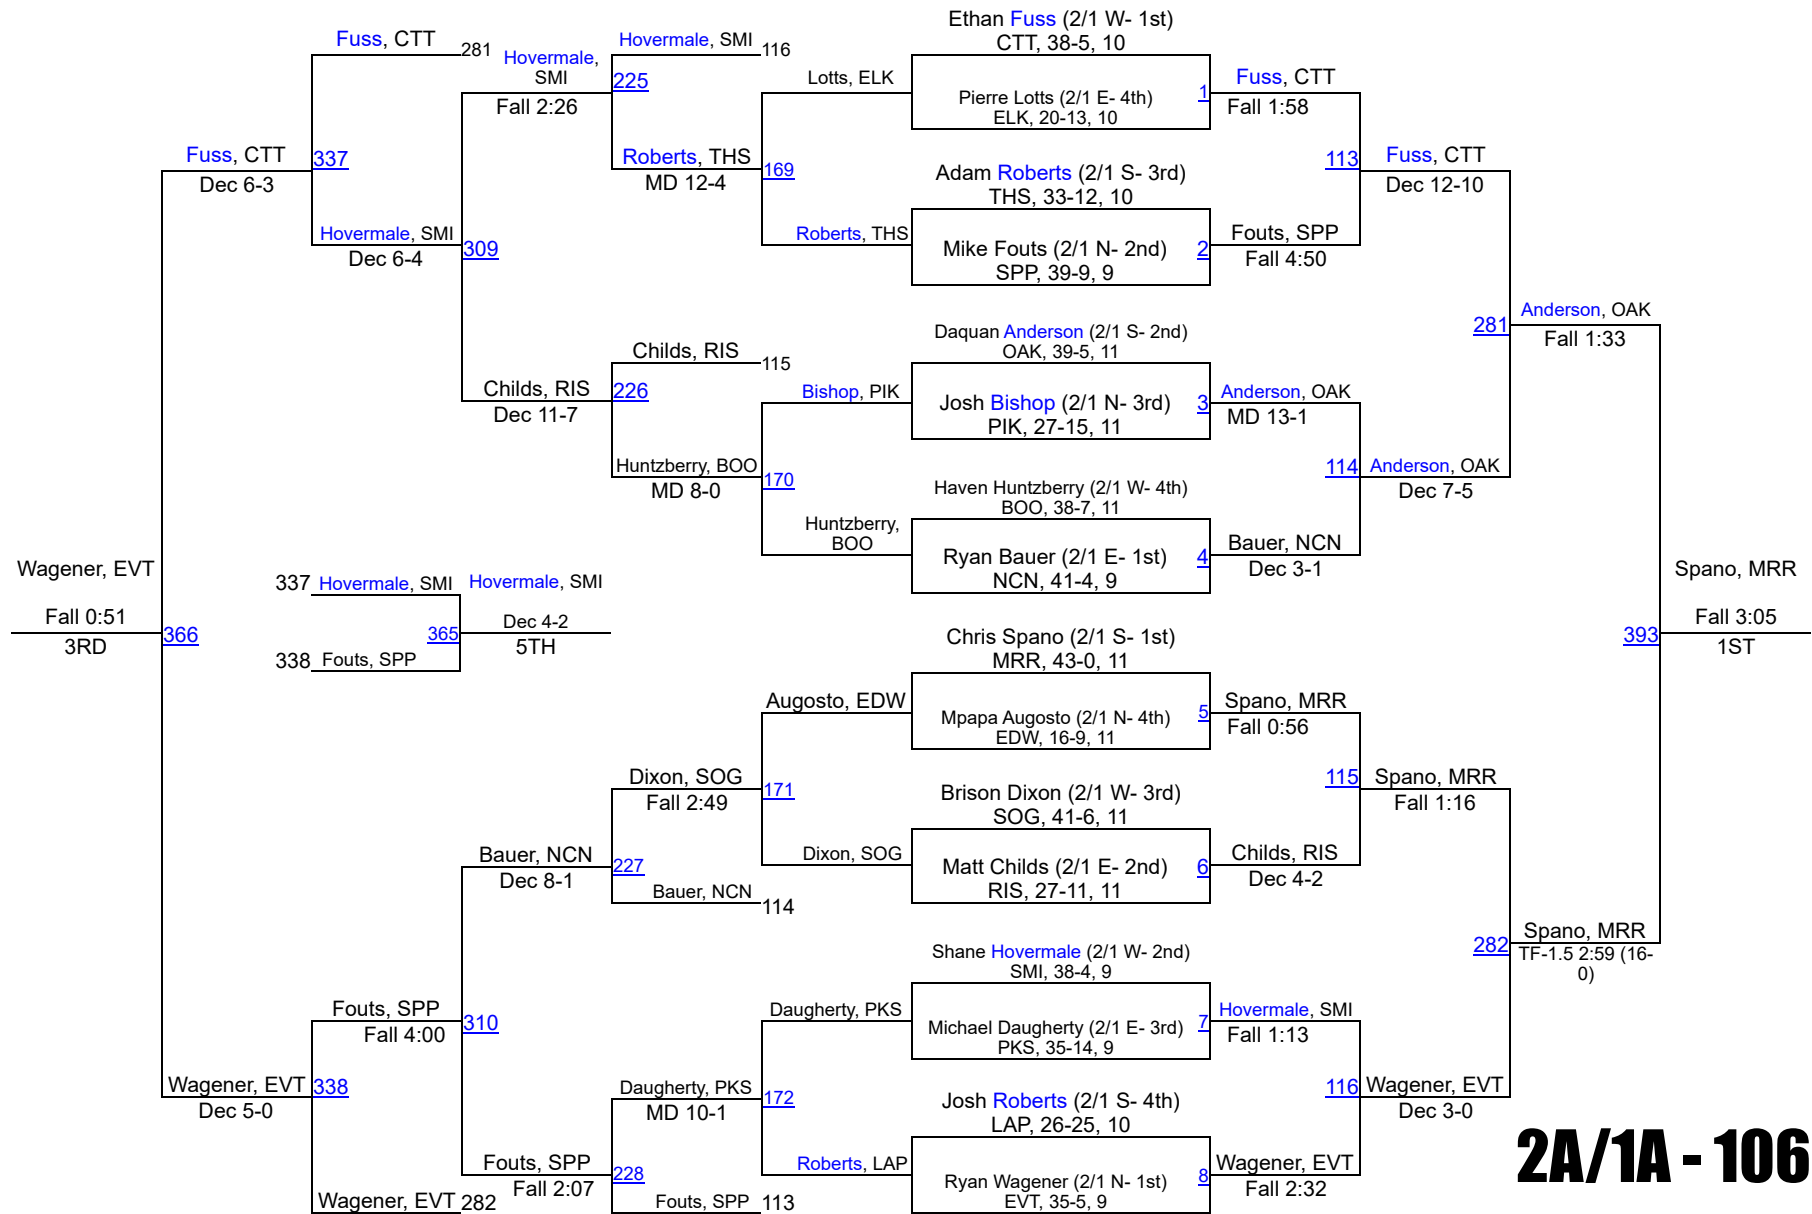 Ethan Fuss (2/1 W- 1st)
CTT, 38-5, 10
Pierre Lotts (2/1 E- 4th)
ELK, 20-13, 10
1
Adam Roberts (2/1 S- 3rd)
THS, 33-12, 10
Mike Fouts (2/1 N- 2nd)
SPP, 39-9, 9
2
Daquan Anderson (2/1 S- 2nd)
OAK, 39-5, 11
Josh Bishop (2/1 N- 3rd)
PIK, 27-15, 11
3
Haven Huntzberry (2/1 W- 4th)
BOO, 38-7, 11
Ryan Bauer (2/1 E- 1st)
NCN, 41-4, 9
4
Chris Spano (2/1 S- 1st)
MRR, 43-0, 11
Mpapa Augosto (2/1 N- 4th)
EDW, 16-9, 11
5
Brison Dixon (2/1 W- 3rd)
SOG, 41-6, 11
Matt Childs (2/1 E- 2nd)
RIS, 27-11, 11
6
Shane Hovermale (2/1 W- 2nd)
SMI, 38-4, 9
Michael Daugherty (2/1 E- 3rd)
PKS, 35-14, 9
7
Josh Roberts (2/1 S- 4th)
LAP, 26-25, 10
Ryan Wagener (2/1 N- 1st)
EVT, 35-5, 9
8
Fuss, CTT
Fall 1:58
113
Fouts, SPP
Fall 4:50
Anderson, OAK
MD 13-1
114
Bauer, NCN
Dec 3-1
Spano, MRR
Fall 0:56
115
Childs, RIS
Dec 4-2
Hovermale, SMI
Fall 1:13
116
Wagener, EVT
Fall 2:32
Fuss, CTT
Dec 12-10
281
Anderson, OAK
Dec 7-5
Spano, MRR
Fall 1:16
282
Wagener, EVT
Dec 3-0
Anderson, OAK
Fall 1:33
393
Spano, MRR
TF-1.5 2:59 (16-
0)
Spano, MRR
Fall 3:05
1ST
Lotts, ELK
169
Roberts, THS
Bishop, PIK
170
Huntzberry,
BOO
Augosto, EDW
171
Dixon, SOG
Daugherty, PKS
172
Roberts, LAP
Hovermale, SMI
116
225
Roberts, THS
MD 12-4
Childs, RIS
115
226
Huntzberry, BOO
MD 8-0
Dixon, SOG
Fall 2:49
227
Bauer, NCN
114
Daugherty, PKS
MD 10-1
228
Fouts, SPP
113
Hovermale,
SMI
Fall 2:26
309
Childs, RIS
Dec 11-7
Bauer, NCN
Dec 8-1
310
Fouts, SPP
Fall 2:07
Fuss, CTT
281
337
Hovermale, SMI
Dec 6-4
Fouts, SPP
Fall 4:00
338
Wagener, EVT
282
Fuss, CTT
Dec 6-3
366
Wagener, EVT
Dec 5-0
Wagener, EVT
Fall 0:51
3RD
337
Hovermale, SMI
365
338
Fouts, SPP
Hovermale, SMI
Dec 4-2
5TH
2A/1A - 106